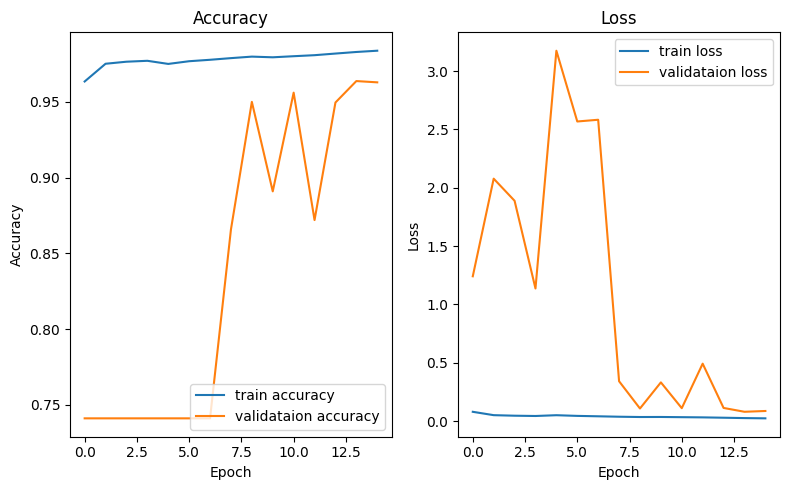 Accuracy
Loss
Accuracy
0.95
0.90
0.85
0.80
0.75
train accuracy
validataion accuracy
0.0
2.5
5.0
7.5
10.0
12.5
Epoch
Loss
3.0
2.5
2.0
1.5
1.0
0.5
0.0
train loss
validataion loss
0.0
2.5
5.0
7.5
10.0
12.5
Epoch